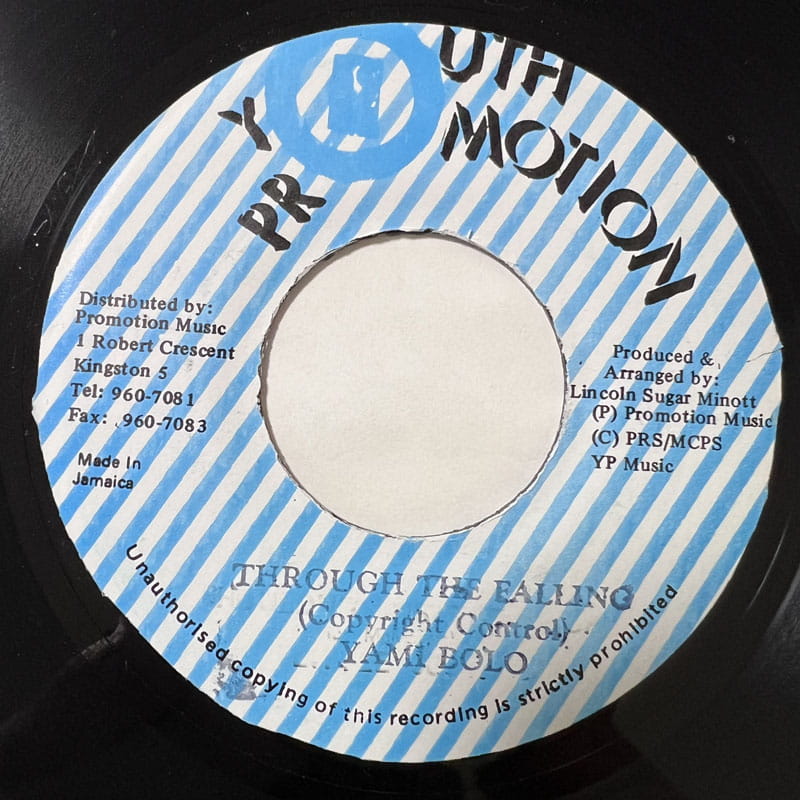 Y UTH
PR MOTION
Distributed by:
Promotion Music
1 Robert Crescent
Kingston 5
Tel: 960-7081
Fax: 960-7083
Made In
Jamaica
Produced &
Arranged by:
Lincoln Sugar Minott
(P) Promotion Music
(C) PRS/MCPS
YP Music
THROUGH THE FALLING
(Copyright Control)
YAMI BOLO
Unauthorised copying of this recording is strictly prohibited